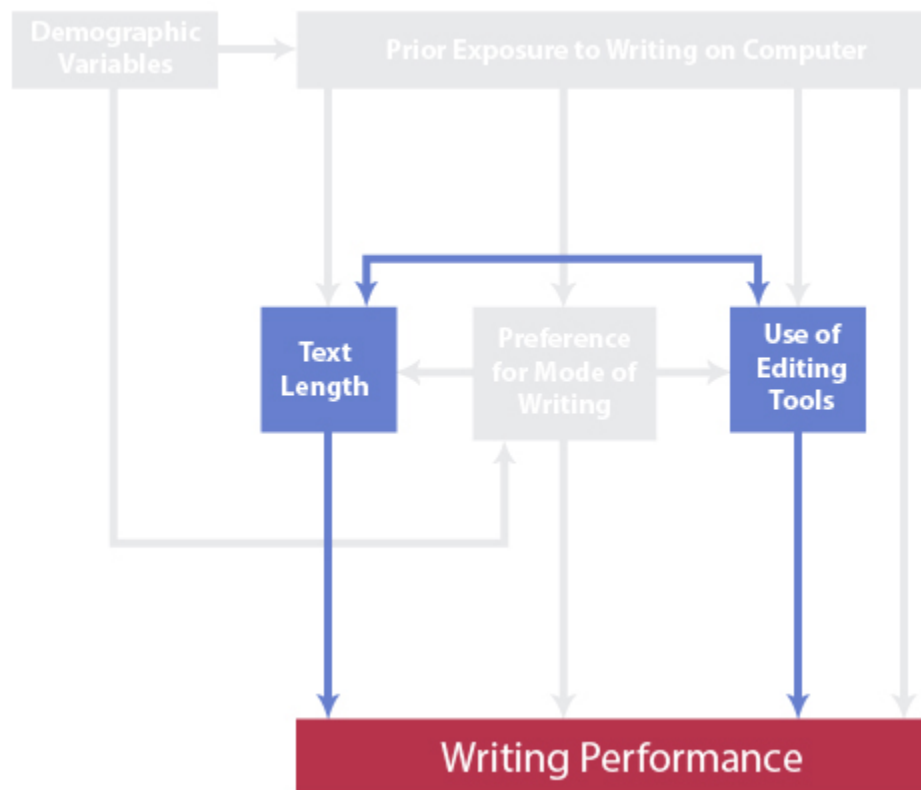 Demographic
Variables
Prior Exposure to Writing on Computer
Text
Length
Preference
for Mode of
Writing
Use of
Editing
Tools
Writing Performance